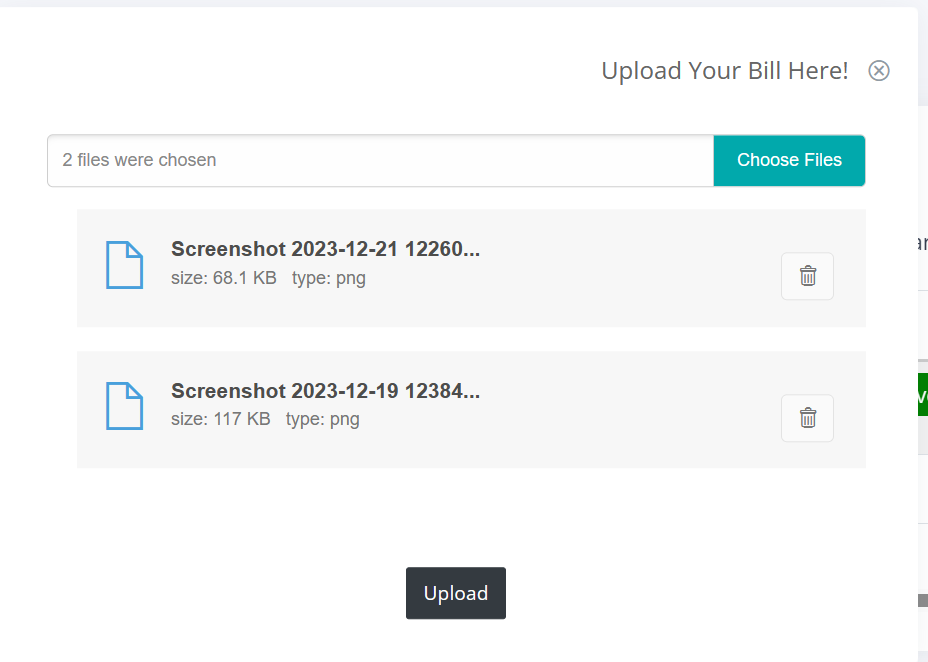 Upload Your Bill Here!
2 files were chosen
Choose Files
Screenshot 2023-12-21 12260...
size: 68.1 KB type: png
Screenshot 2023-12-19 12384...
size: 117 KB type: png
Upload